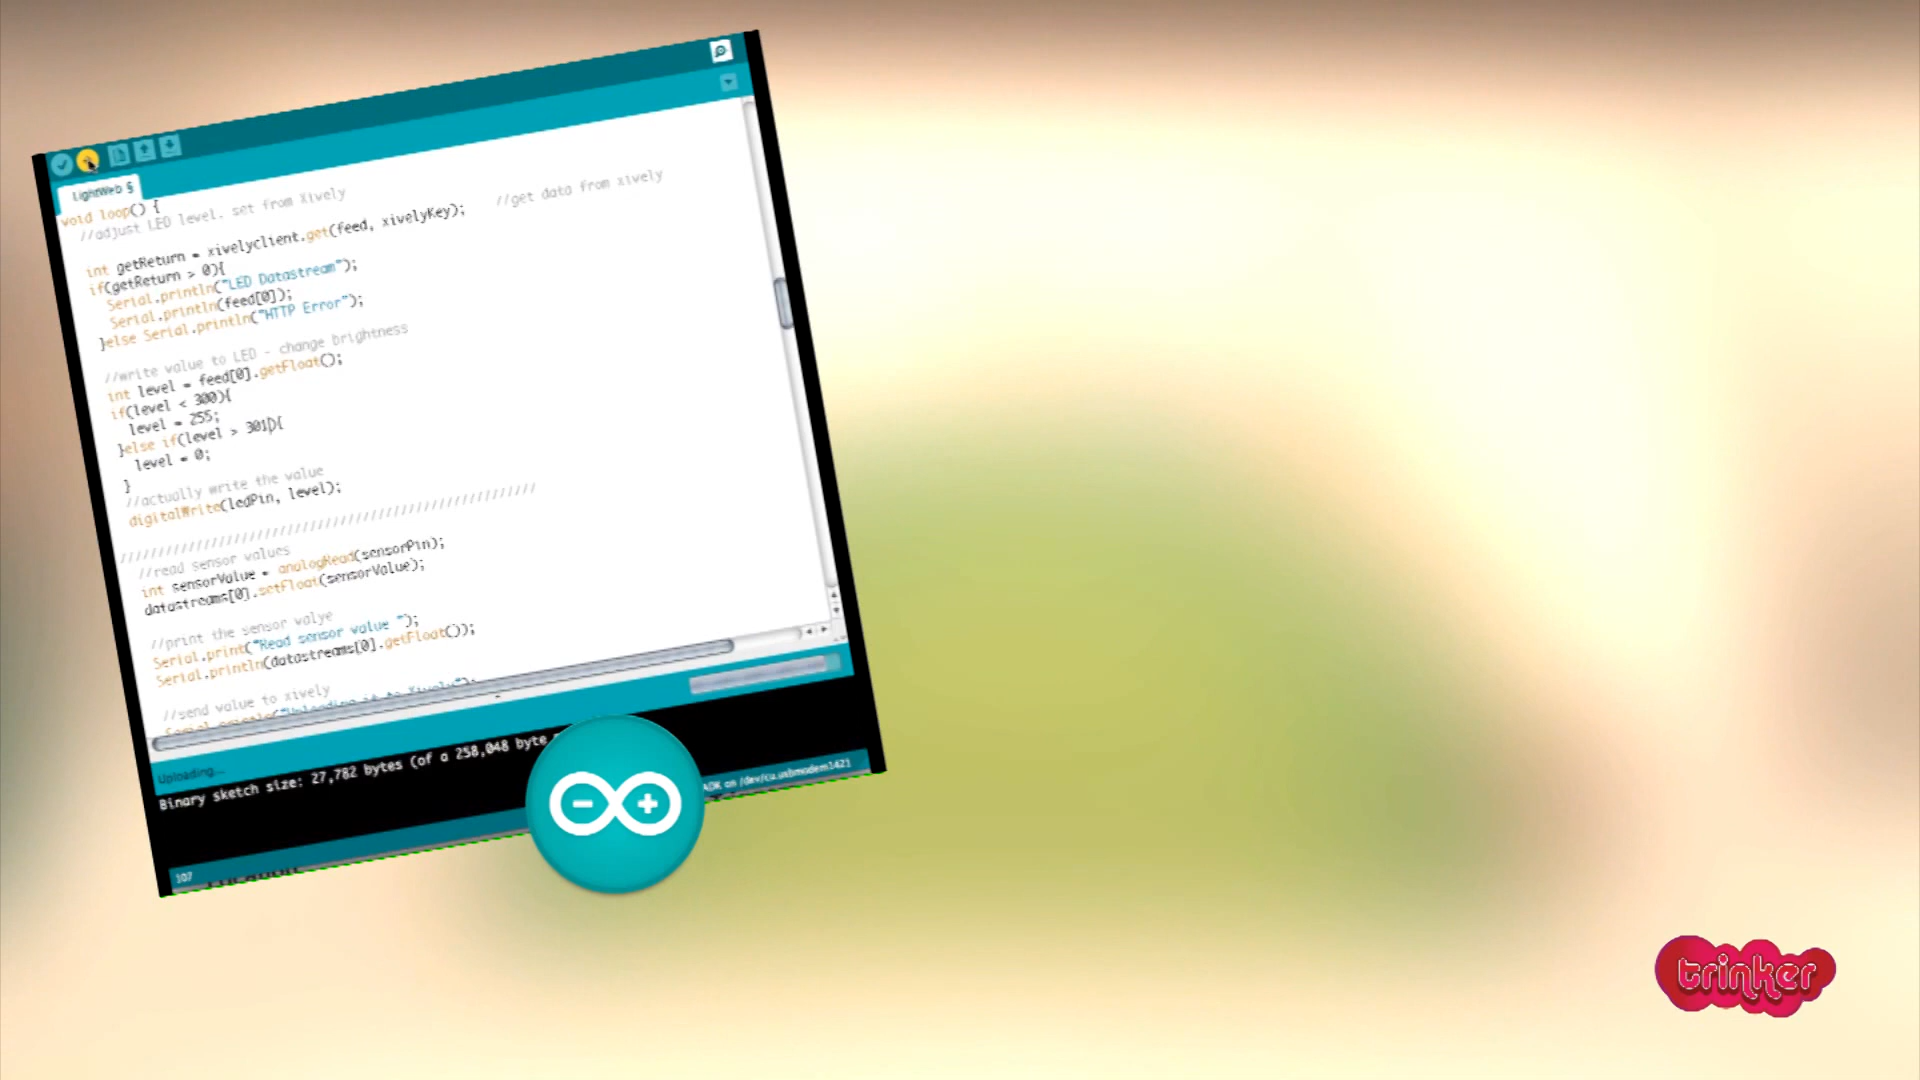 LightWeb §
void loop() {
//adjust LED level, set from Xively
int getReturn = xivelyclient.get(feed, xivelyKey); //get data from xively
if(getReturn > 0){
Serial.println("LED Datastream");
Serial.println(feed[0]);
}else Serial.println("HTTP Error");
//write value to LED - change brightness
int level = feed[0].getFloat();
if(level < 300){
level = 255;
}else if(level > 301){
level = 0;
}
//actually write the value
digitalWrite(ledPin, level);
////////////////////////////////////////////
//read sensor values
int sensorValue = analogRead(sensorPin);
datastreams[0].setFloat(sensorValue);
//print the sensor valye
Serial.print("Read sensor value ");
Serial.println(datastreams[0].getFloat());
//send value to xively
Uploading...
Binary sketch size: 27,782 bytes (of a 258,048 byte
107
ADK on /dev/cu.usbmodem1421
trinker